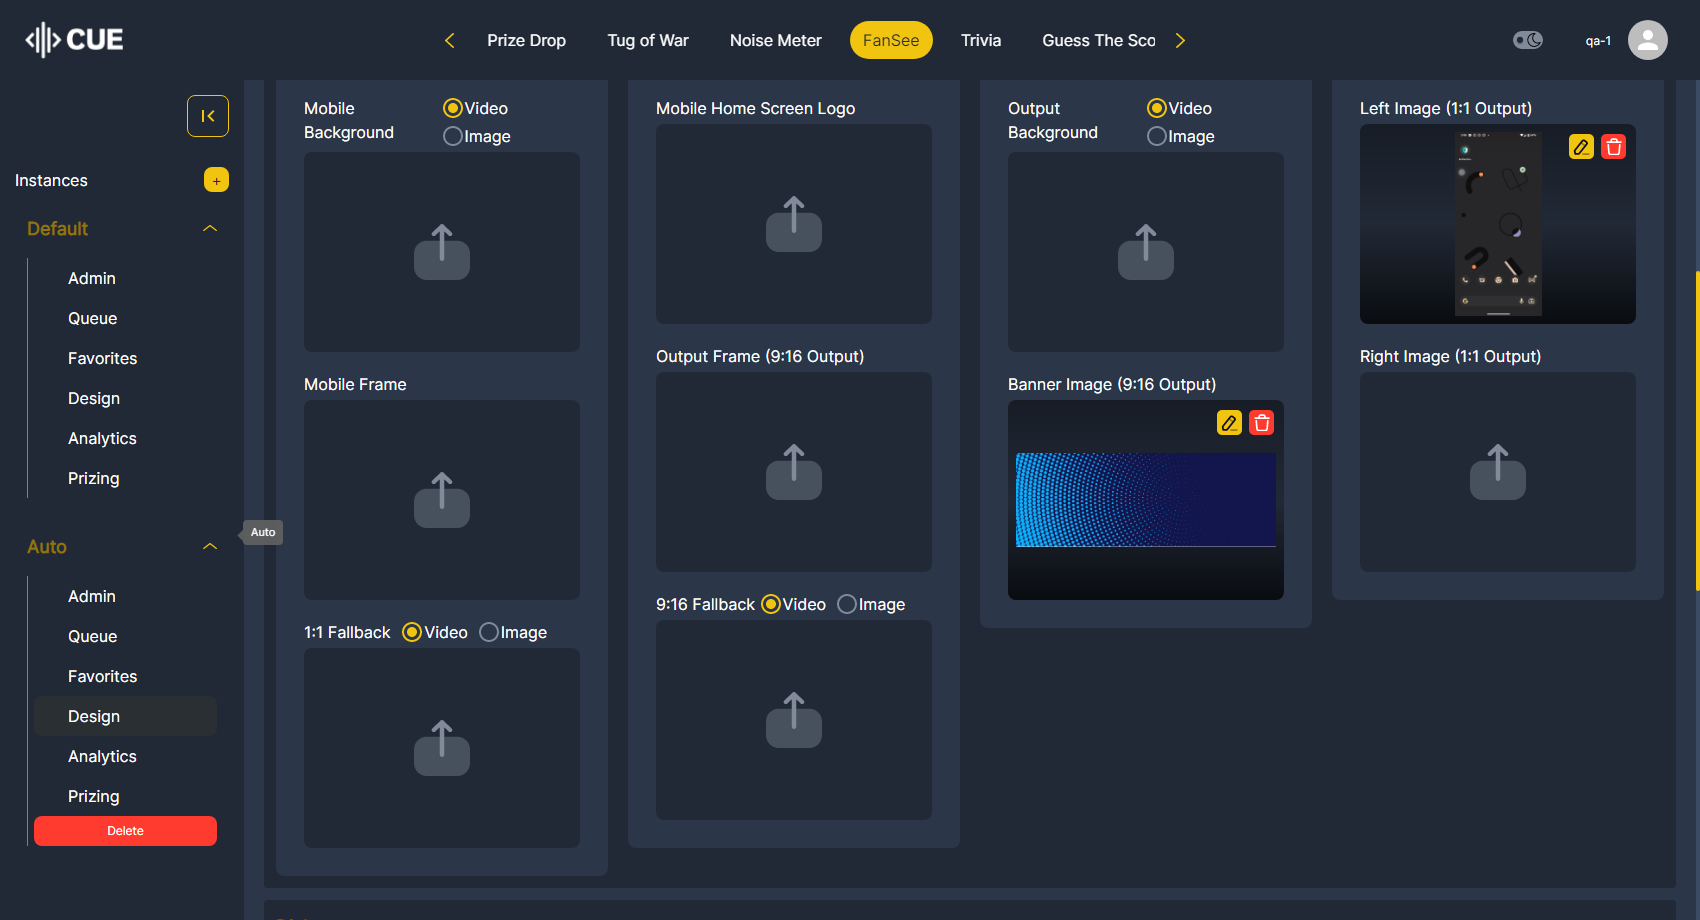 CUE
Prize Drop
Tug of War
Noise Meter
FanSee
Trivia
Guess The Sco
qa-1
Instances
+
Default
Admin
Queue
Favorites
Design
Analytics
Prizing
Auto
Auto
Admin
Queue
Favorites
Design
Analytics
Prizing
Delete
Mobile
Background
Video
Image
Mobile Frame
1:1 Fallback
Video
Image
Mobile Home Screen Logo
Output Frame (9:16 Output)
9:16 Fallback
Video
Image
Output
Background
Video
Image
Banner Image (9:16 Output)
Left Image (1:1 Output)
Right Image (1:1 Output)